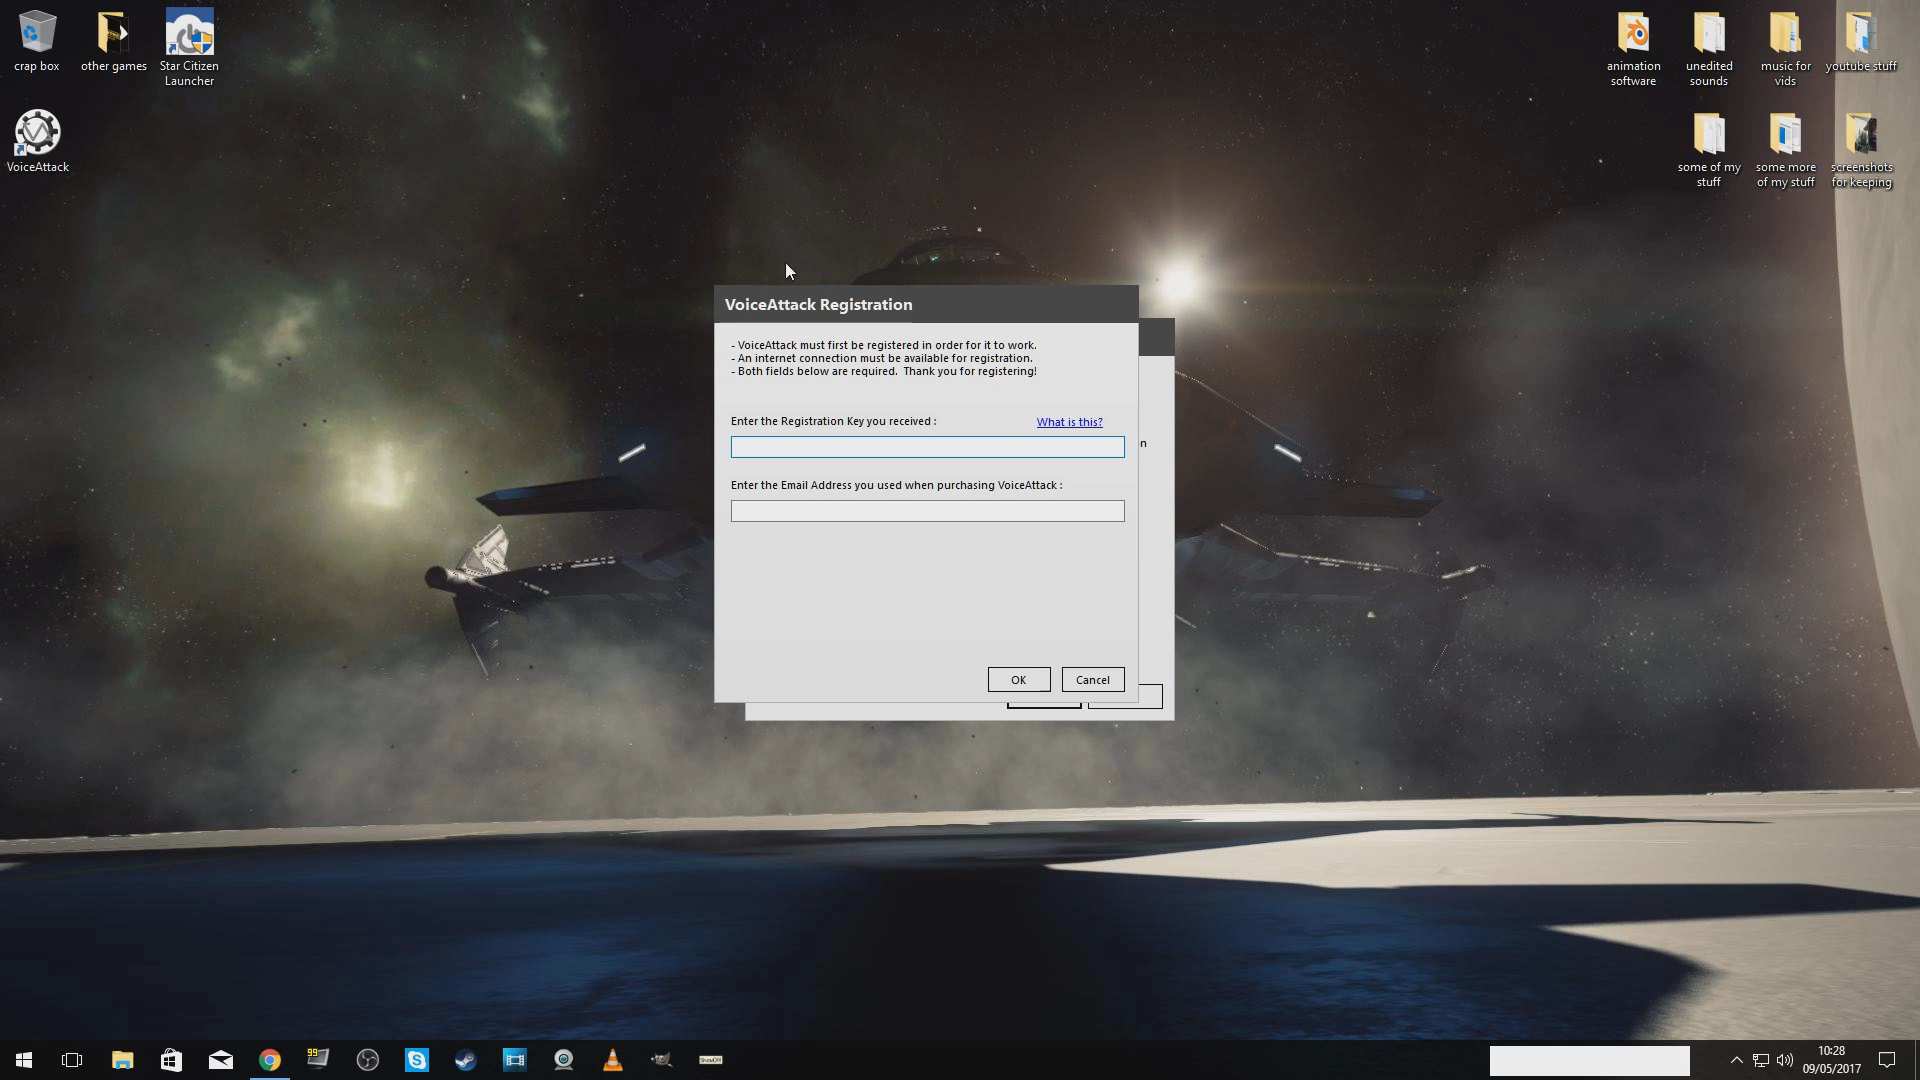 crap box
other games
Star Citizen
Launcher
VoiceAttack
animation
software
unedited
sounds
music for
vids
youtube stuff
some of my
stuff
some more
of my stuff
screenshots
for keeping
VoiceAttack Registration
- VoiceAttack must first be registered in order for it to work.
- An internet connection must be available for registration.
- Both fields below are required.  Thank you for registering!
Enter the Registration Key you received :
What is this?
n
Enter the Email Address you used when purchasing VoiceAttack :
OK
Cancel
99
10:28
09/05/2017